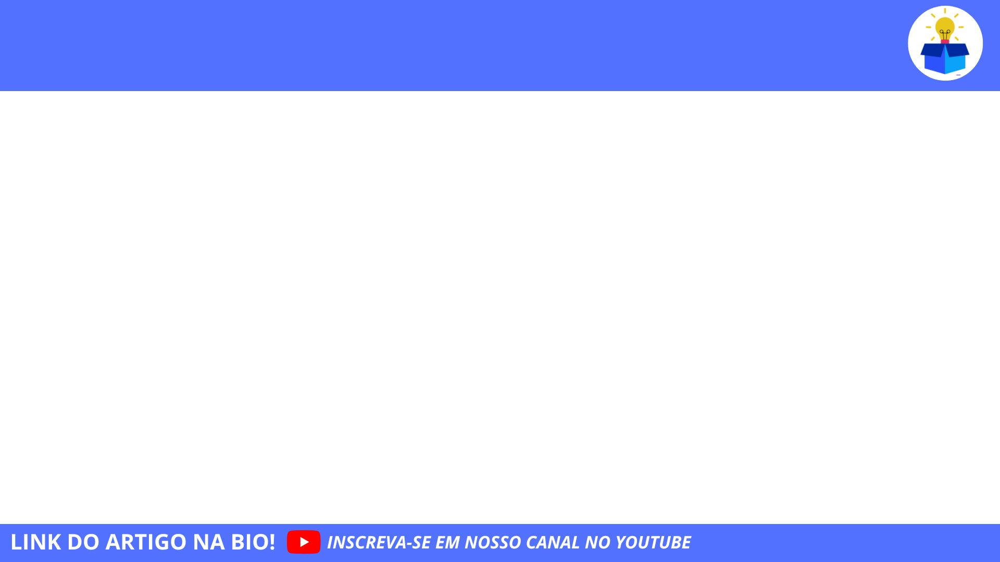 LINK DO ARTIGO NA BIO! INSCREVA-SE EM NOSSO CANAL NO YOUTUBE